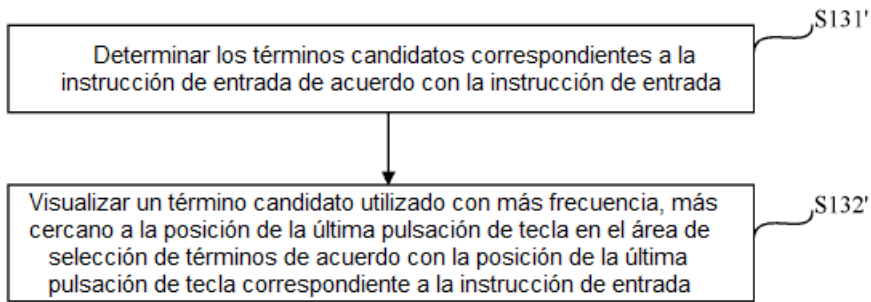 S131'
Determinar los términos candidatos correspondientes a la
instrucción de entrada de acuerdo con la instrucción de entrada
Visualizar un término candidato utilizado con más frecuencia, más
S132'
cercano a la posición de la última pulsación de tecla en el área de
selección de términos de acuerdo con la posición de la última
pulsación de tecla correspondiente a la instrucción de entrada